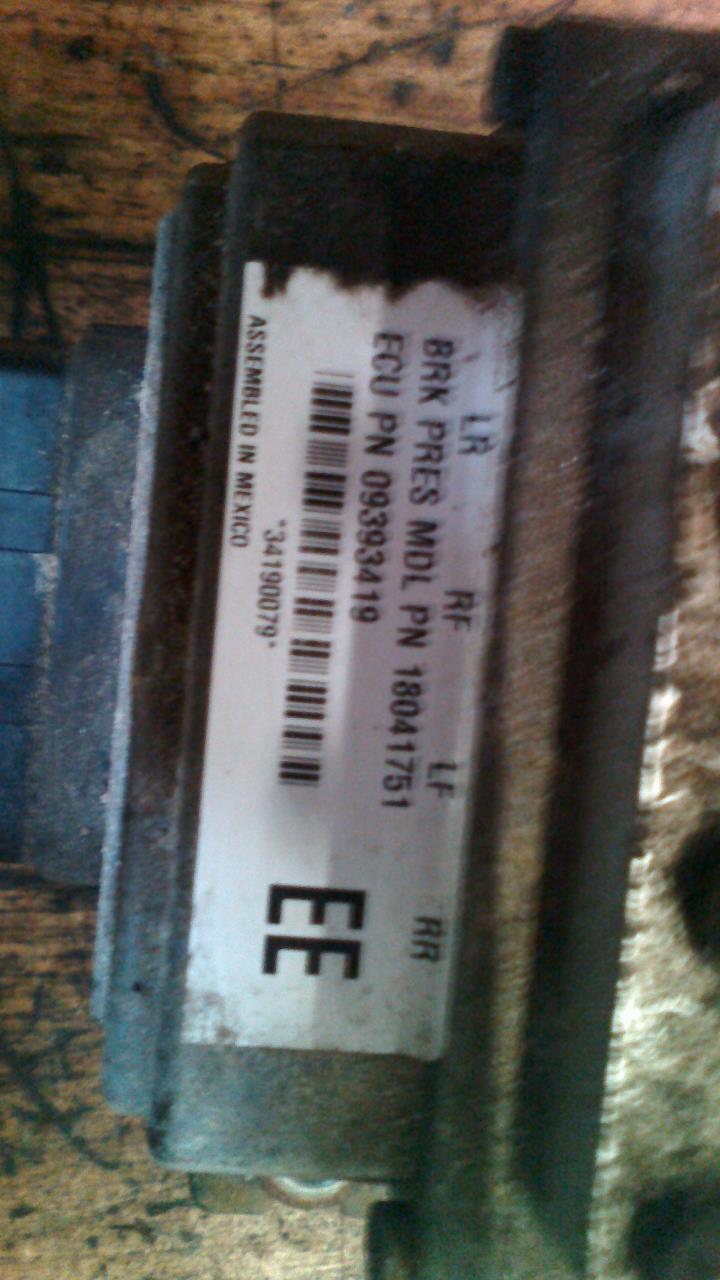 LR RF LF RR
BRK PRES MDL PN 18041751
ECU PN 09393419
*34190079*
ASSEMBLED IN MEXICO
EE